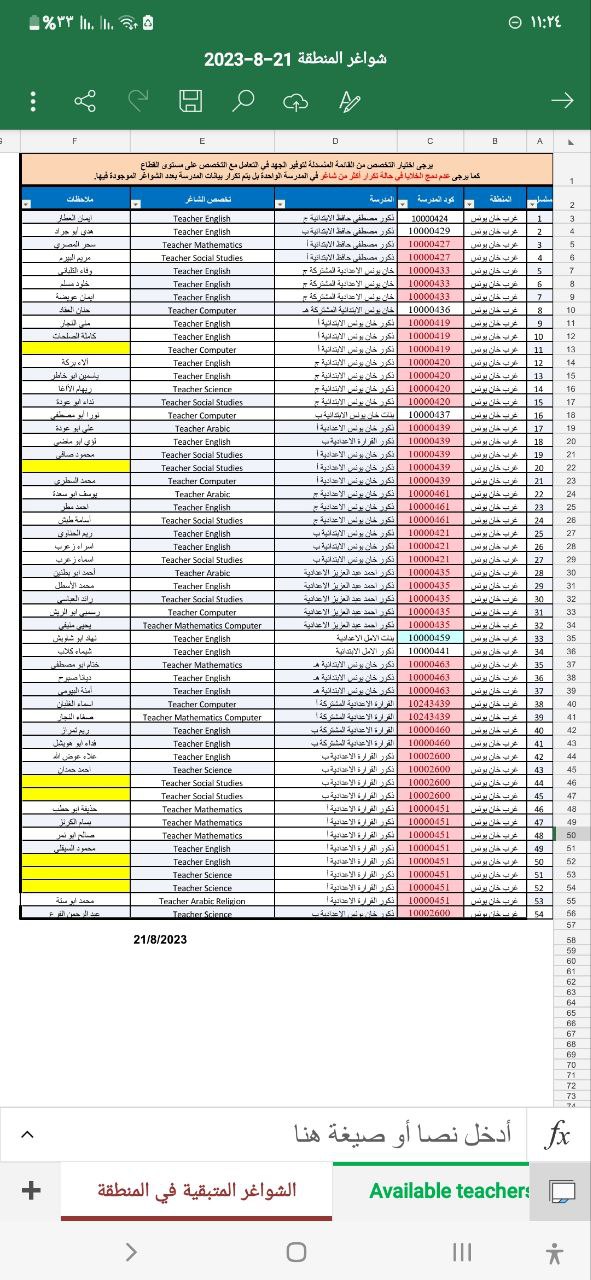 %٣٣ ١١:٢٤
شواغر المنطقة 21-8-2023
F E D C B A
يرجى اختيار التخصص من القائمة المنسدلة لتوفير الجهد في التعامل مع التخصص على مستوى القطاع
كما يرجى عدم دمج الخلايا في حالة تكرار أكثر من شاغر في المدرسة الواحدة بل يتم تكرار بيانات المدرسة بعدد الشواغر الموجودة فيها.
مسلسل المنطقة كود المدرسة المدرسة تخصص الشاغر ملاحظات
1 غرب خان يونس 10000424 ذكور مصطفى حافظ الابتدائية ج Teacher English ايمان العطار
2 غرب خان يونس 10000429 ذكور مصطفى حافظ الابتدائية ب Teacher English هدى أبو جراد
3 غرب خان يونس 10000427 ذكور مصطفى حافظ الابتدائية أ Teacher Mathematics سحر المصري
4 غرب خان يونس 10000427 ذكور مصطفى حافظ الابتدائية أ Teacher Social Studies مريم البيرم
5 غرب خان يونس 10000433 خان يونس الاعدادية المشتركة ج Teacher English وفاء
6 غرب خان يونس 10000433 خان يونس الاعدادية المشتركة ج Teacher English خلود مسلم
7 غرب خان يونس 10000433 خان يونس الاعدادية المشتركة ج Teacher English ايمان عويضة
8 غرب خان يونس 10000436 خان يونس الابتدائية المشتركة هـ Teacher Computer حنان العقاد
9 غرب خان يونس 10000419 ذكور خان يونس الابتدائية أ Teacher English منى النجار
10 غرب خان يونس 10000419 ذكور خان يونس الابتدائية أ Teacher English كاملة
11 غرب خان يونس 10000419 ذكور خان يونس الابتدائية أ Teacher Computer
12 غرب خان يونس 10000420 ذكور خان يونس الابتدائية ج Teacher English آلاء بركة
13 غرب خان يونس 10000420 ذكور خان يونس الابتدائية ج Teacher English ياسمين ابو خاطر
14 غرب خان يونس 10000420 ذكور خان يونس الابتدائية ج Teacher Science ريهام الأغا
15 غرب خان يونس 10000420 ذكور خان يونس الابتدائية ج Teacher Social Studies نداء ابو عودة
16 غرب خان يونس 10000437 بنات خان يونس الابتدائية ب Teacher Computer نورا أبو مصطفى
17 غرب خان يونس 10000439 ذكور خان يونس الاعدادية أ Teacher Arabic علي ابو عودة
18 غرب خان يونس 10000439 ذكور القرارة الاعدادية ب Teacher English لؤي ابو ماضي
19 غرب خان يونس 10000439 ذكور خان يونس الاعدادية أ Teacher Social Studies محمود صافي
20 غرب خان يونس 10000439 ذكور خان يونس الاعدادية أ Teacher Social Studies
21 غرب خان يونس 10000439 ذكور خان يونس الاعدادية أ Teacher Computer محمد السطري
22 غرب خان يونس 10000461 ذكور خان يونس الاعدادية ج Teacher Arabic يوسف ابو سعدة
23 غرب خان يونس 10000461 ذكور خان يونس الاعدادية ج Teacher English احمد مطر
24 غرب خان يونس 10000461 ذكور خان يونس الاعدادية ج Teacher Social Studies أسامة طبش
25 غرب خان يونس 10000421 ذكور خان يونس الابتدائية ب Teacher English ريم
26 غرب خان يونس 10000421 ذكور خان يونس الابتدائية ب Teacher English اسراء زعرب
27 غرب خان يونس 10000421 ذكور خان يونس الابتدائية ب Teacher Social Studies اسماء زعرب
28 غرب خان يونس 10000435 ذكور احمد عبد العزيز الاعدادية Teacher Arabic أحمد ابو
29 غرب خان يونس 10000435 ذكور احمد عبد العزيز الاعدادية Teacher English محمد الأسطل
30 غرب خان يونس 10000435 ذكور احمد عبد العزيز الاعدادية Teacher Social Studies رائد العباسي
31 غرب خان يونس 10000435 ذكور احمد عبد العزيز الاعدادية Teacher Computer رسمي ابو الريش
32 غرب خان يونس 10000435 ذكور احمد عبد العزيز الاعدادية Teacher Mathematics Computer يحيى
33 غرب خان يونس 10000459 بنات الامل الاعدادية Teacher English نهاد ابو شاويش
34 غرب خان يونس 10000441 ذكور الامل الابتدائية Teacher English شيماء كلاب
35 غرب خان يونس 10000463 ذكور خان يونس الابتدائية هـ Teacher Mathematics ختام ابو مصطفى
36 غرب خان يونس 10000463 ذكور خان يونس الابتدائية هـ Teacher English ديانا
37 غرب خان يونس 10000463 ذكور خان يونس الابتدائية هـ Teacher English آمنة البيومي
38 غرب خان يونس 10243439 القرارة الاعدادية المشتركة أ Teacher Computer اسماء
39 غرب خان يونس 10243439 القرارة الاعدادية المشتركة أ Teacher Mathematics Computer صفاء النجار
40 غرب خان يونس 10000460 القرارة الاعدادية المشتركة ب Teacher English ريم تمراز
41 غرب خان يونس 10000460 القرارة الاعدادية المشتركة ب Teacher English فداء ابو هويشل
42 غرب خان يونس 10002600 ذكور القرارة الاعدادية ب Teacher English علاء عوض الله
43 غرب خان يونس 10002600 ذكور القرارة الاعدادية ب Teacher Science احمد حمدان
44 غرب خان يونس 10002600 ذكور القرارة الاعدادية ب Teacher Social Studies
45 غرب خان يونس 10002600 ذكور القرارة الاعدادية ب Teacher Social Studies
46 غرب خان يونس 10000451 ذكور القرارة الاعدادية أ Teacher Mathematics حذيفة ابو حطب
47 غرب خان يونس 10000451 ذكور القرارة الاعدادية أ Teacher Mathematics بسام
48 غرب خان يونس 10000451 ذكور القرارة الاعدادية أ Teacher Mathematics صالح ابو نمر
49 غرب خان يونس 10000451 ذكور القرارة الاعدادية أ Teacher English محمود السيقلي
50 غرب خان يونس 10000451 ذكور القرارة الاعدادية أ Teacher English
51 غرب خان يونس 10000451 ذكور القرارة الاعدادية أ Teacher Science
52 غرب خان يونس 10000451 ذكور القرارة الاعدادية أ Teacher Science
53 غرب خان يونس 10000451 ذكور القرارة الاعدادية أ Teacher Arabic Religion محمد ابو ستة
54 غرب خان يونس 10002600 ذكور خان يونس الاعدادية ب Teacher Science عبد الرحمن
21/8/2023
أدخل نصا أو صيغة هنا fx
Available teachers الشواغر المتبقية في المنطقة